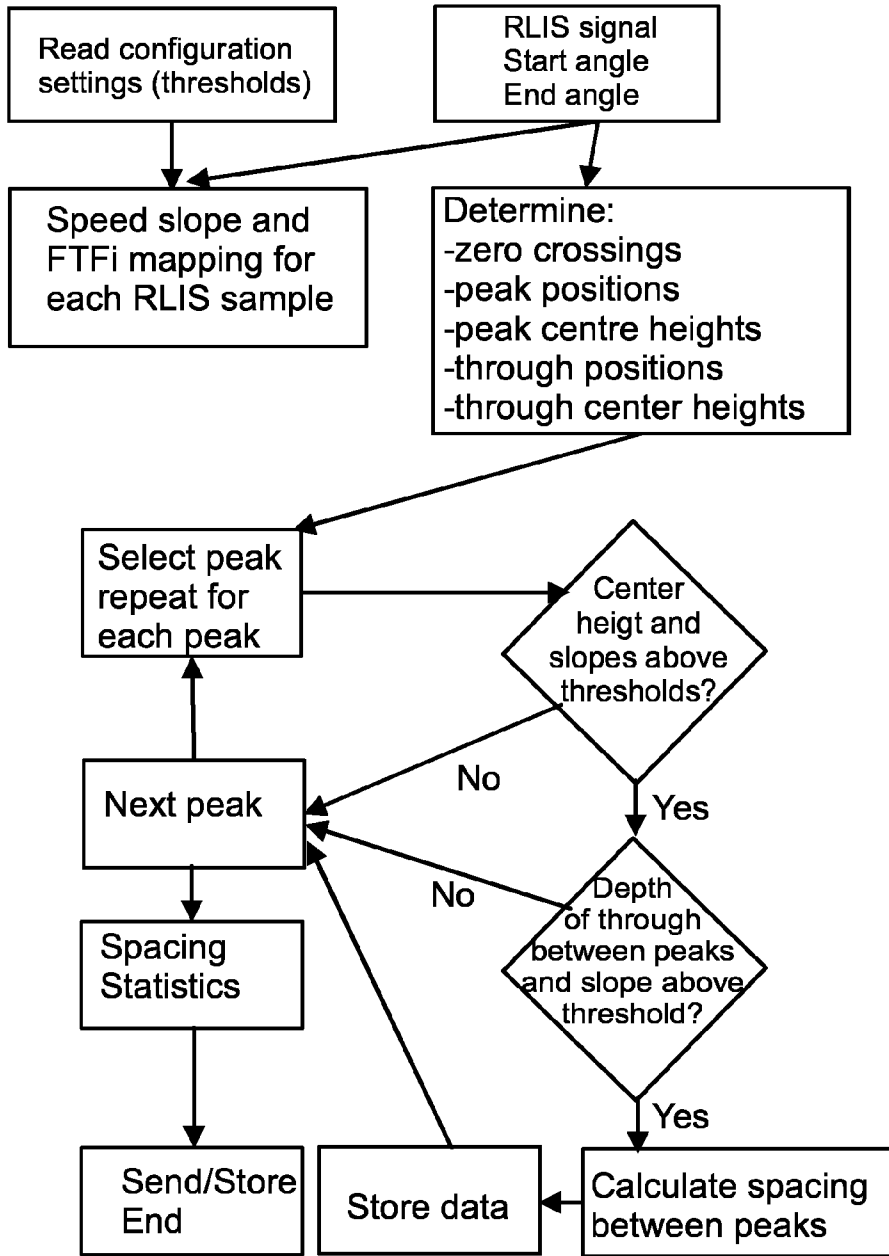 Read configuration
settings (thresholds)
RLIS signal
Start angle
End angle
Speed slope and
FTFi mapping for
each RLIS sample
Determine:
-zero crossings
-peak positions
-peak centre heights
-through positions
-through center heights
Select peak
repeat for
each peak
Center
heigt and
slopes above
thresholds?
No
Yes
Next peak
No
Depth
of through
between peaks
and slope above
threshold?
Spacing
Statistics
Yes
Send/Store
End
Store data
Calculate spacing
between peaks